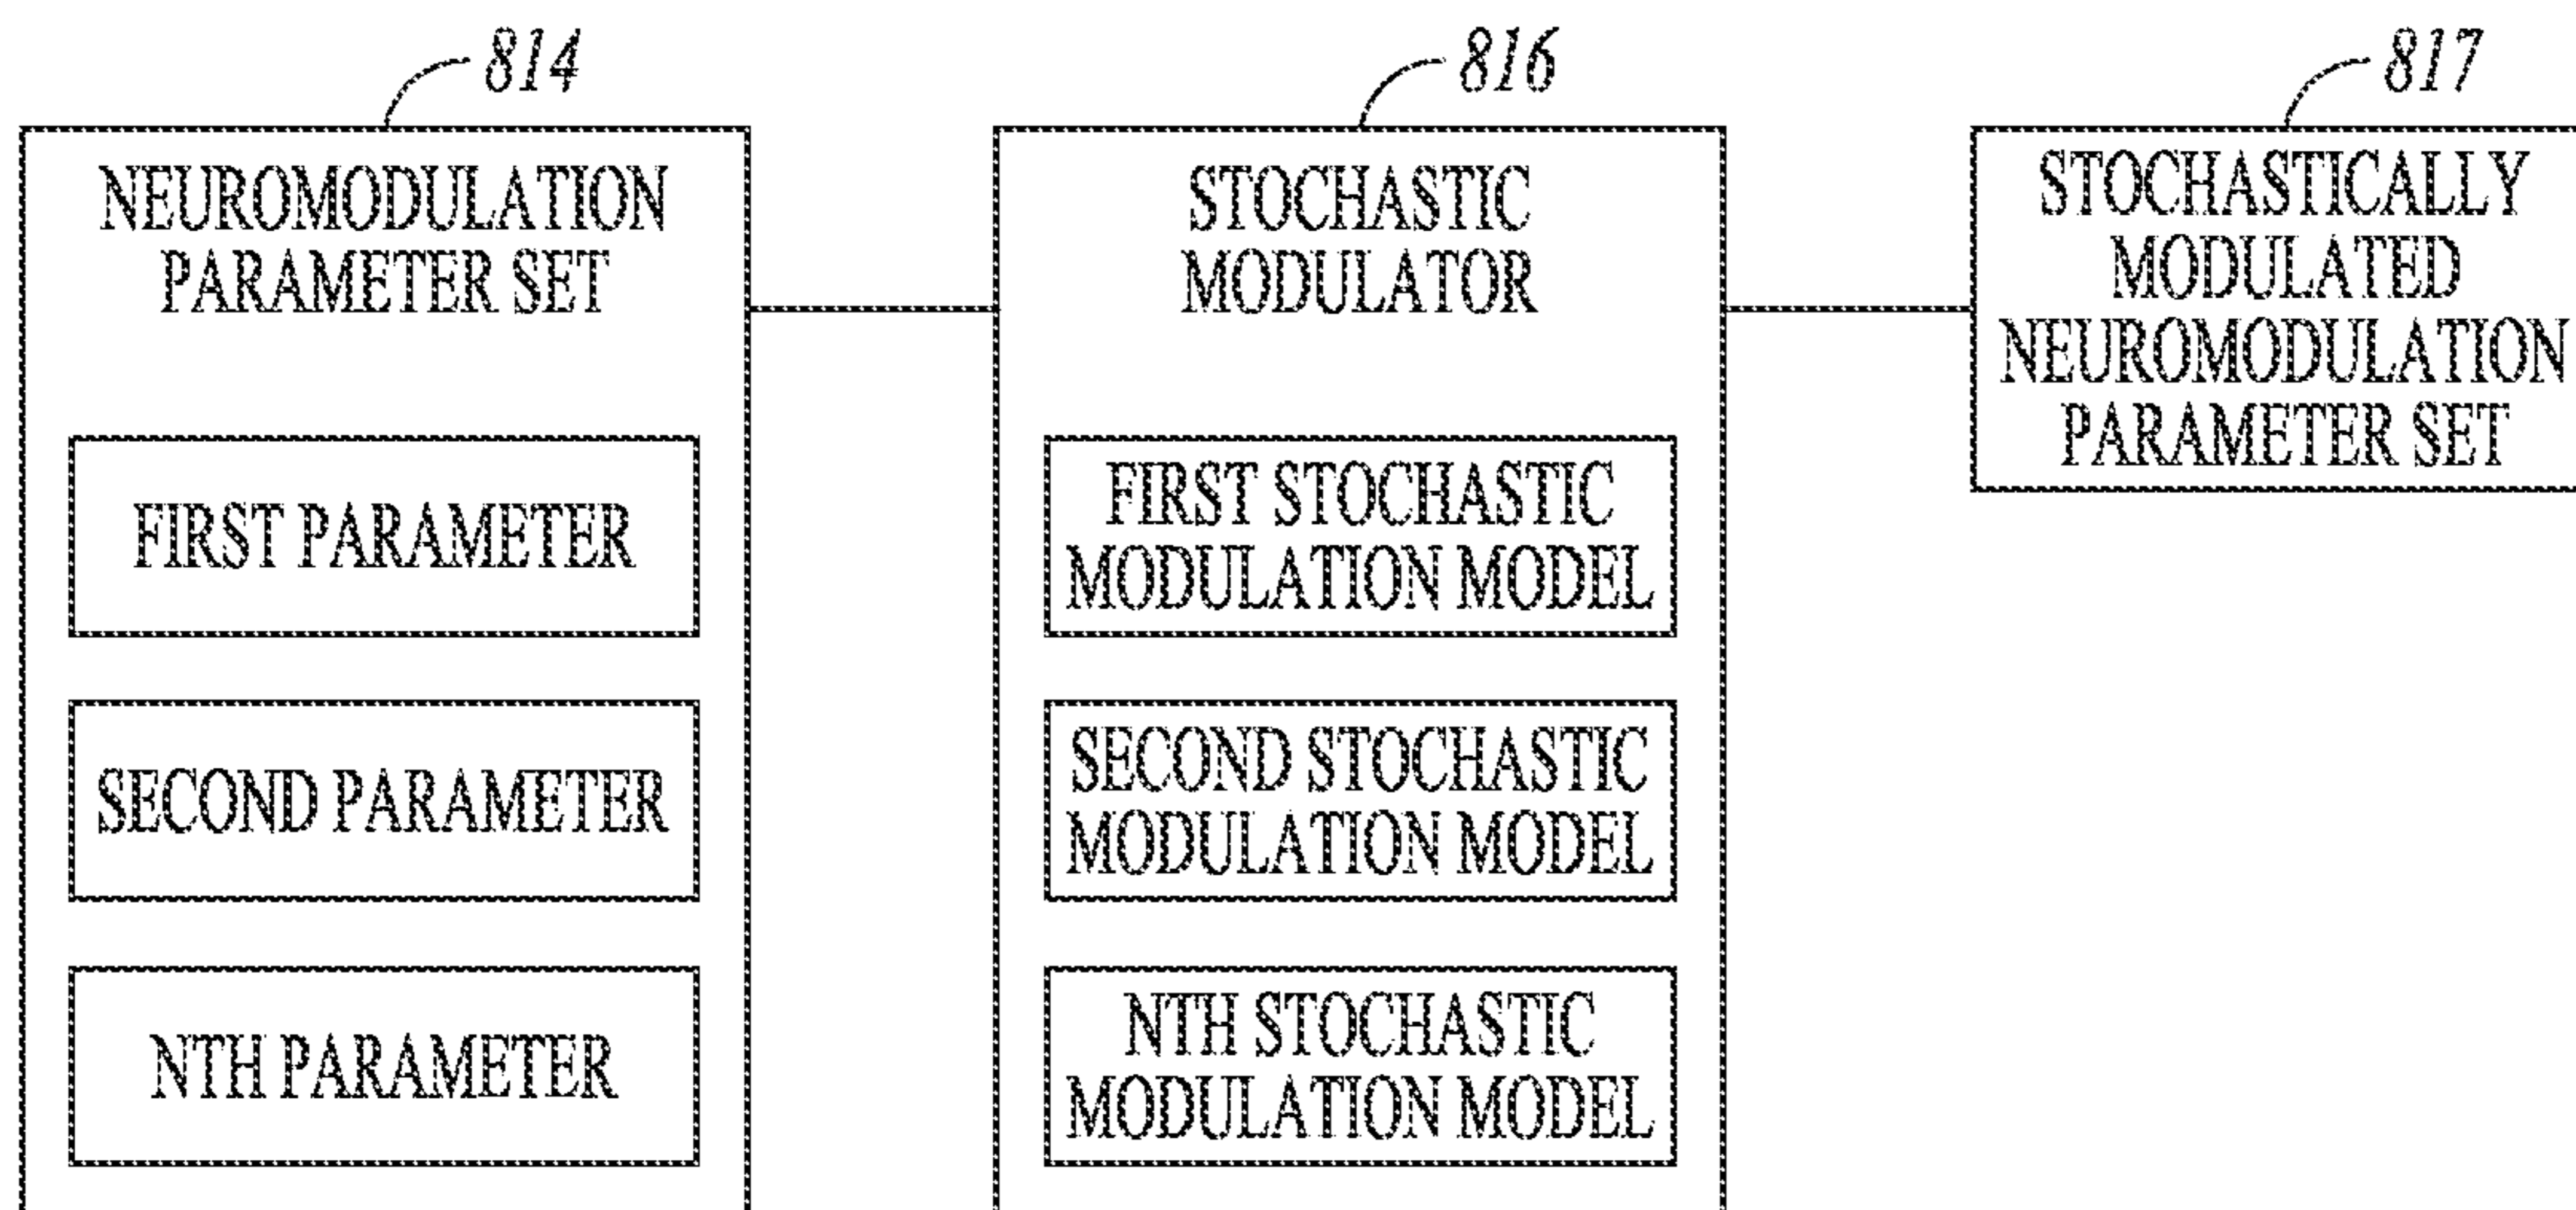 814
NEUROMODULATION
PARAMETER SET
FIRST PARAMETER
SECOND PARAMETER
NTH PARAMETER
816
STOCHASTIC
MODULATOR
FIRST STOCHASTIC
MODULATION MODEL
SECOND STOCHASTIC
MODULATION MODEL
NTH STOCHASTIC
MODULATION MODEL
817
STOCHASTICALLY
MODULATED
NEUROMODULATION
PARAMETER SET